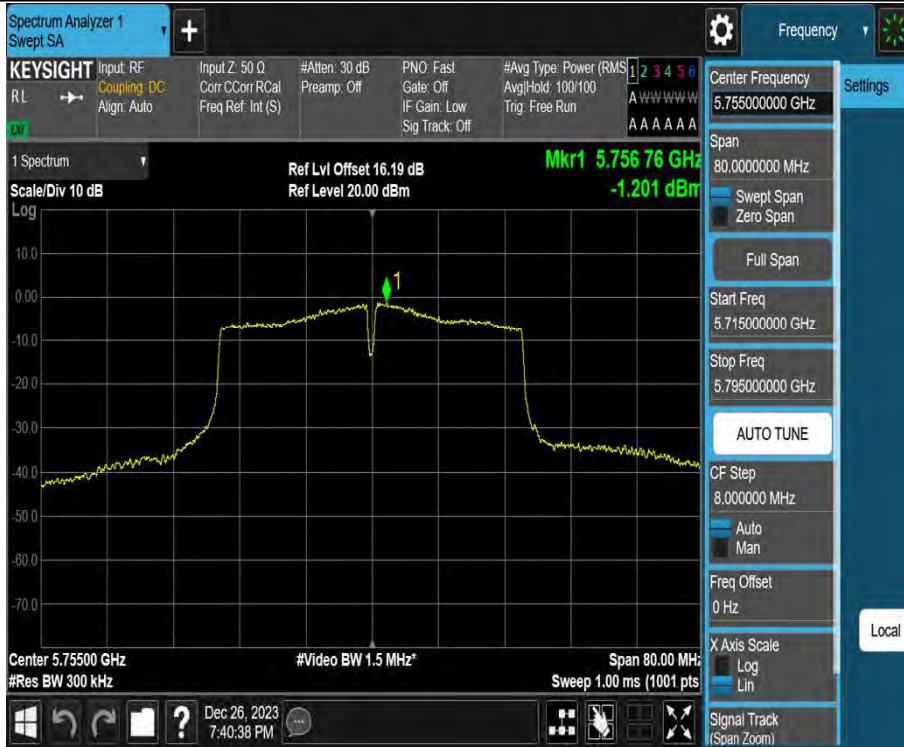 Spectrum Analyzer 1
Swept SA
+
Frequency
KEYSIGHT
RL
LXI
Input: RF
Coupling: DC
Align: Auto
Input Z: 50 Ω
Corr CCorr RCal
Freq Ref: Int (S)
#Atten: 30 dB
Preamp: Off
PNO: Fast
Gate: Off
IF Gain: Low
Sig Track: Off
#Avg Type: Power (RMS
Avg|Hold: 100/100
Trig: Free Run
1 2 3 4 5 6
A W W W W W
A A A A A A
1 Spectrum
Scale/Div 10 dB
Log
Ref Lvl Offset 16.19 dB
Ref Level 20.00 dBm
Mkr1 5.756 76 GHz
-1.201 dBm
10.0
0.00
-10.0
-20.0
-30.0
-40.0
-50.0
-60.0
-70.0
1
Center 5.75500 GHz
#Res BW 300 kHz
#Video BW 1.5 MHz*
Span 80.00 MHz
Sweep 1.00 ms (1001 pts
Center Frequency
5.755000000 GHz
Span
80.0000000 MHz
Swept Span
Zero Span
Full Span
Start Freq
5.715000000 GHz
Stop Freq
5.795000000 GHz
AUTO TUNE
CF Step
8.000000 MHz
Auto
Man
Freq Offset
0 Hz
X Axis Scale
Log
Lin
Signal Track
(Span Zoom)
Settings
Local
?
Dec 26, 2023
7:40:38 PM